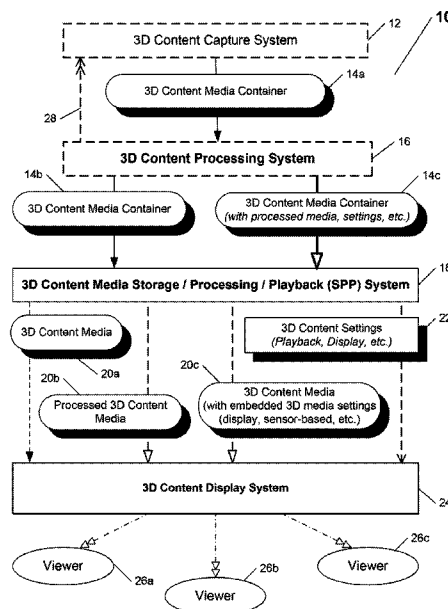 10
12
3D Content Capture System
14a
3D Content Media Container
28
16
3D Content Processing System
14b
14c
3D Content Media Container
3D Content Media Container
(with processed media, settings, etc.)
18
3D Content Media Storage / Processing / Playback (SPP) System
22
3D Content Media
3D Content Settings
(Playback, Display, etc.)
20a
20b
20c
Processed 3D Content
Media
3D Content Media
(with embedded 3D media settings
(display, sensor-based, etc.)
3D Content Display System
24
Viewer
26a
Viewer
26b
Viewer
26c